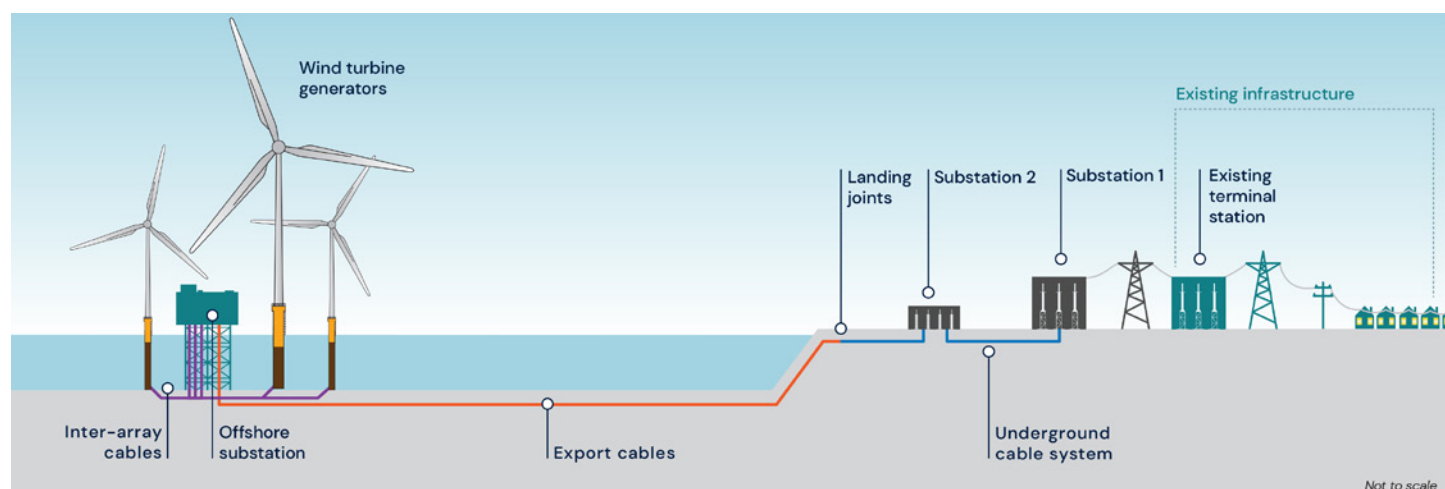 Wind turbine
generators
Existing infrastructure
Landing
joints
Substation 2
Substation 1
Existing
terminal
station
Inter-array
cables
Offshore
substation
Export cables
Underground
cable system
Not to scale